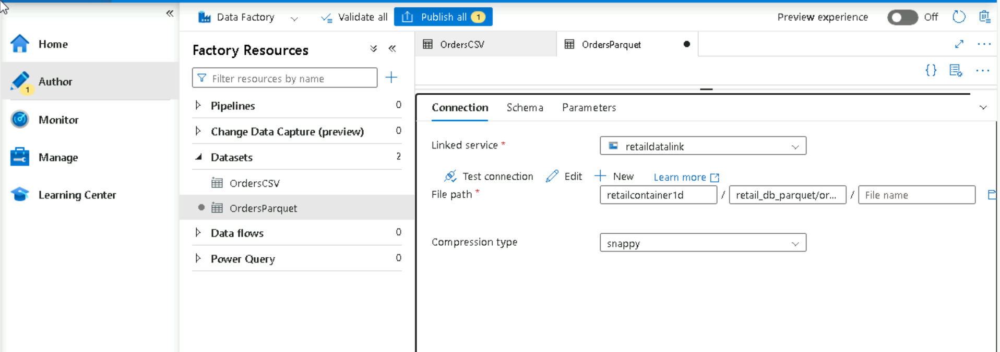 Data Factory
Validate all
Publish all 1
Preview experience
Off
Home
Author
1
Monitor
Manage
Learning Center
Factory Resources
Filter resources by name
Pipelines 0
Change Data Capture (preview) 0
Datasets 2
OrdersCSV
OrdersParquet
Data flows 0
Power Query 0
OrdersCSV
OrdersParquet
Connection Schema Parameters
Linked service *
retaildatalink
Test connection Edit New Learn more
File path * retailcontainer1d / retail_db_parquet/or... / File name
Compression type snappy